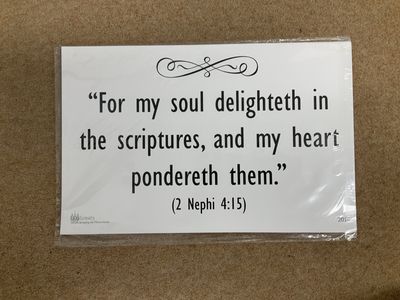 “For my soul delighteth in
the scriptures, and my heart
pondereth them.”
(2 Nephi 4:15)